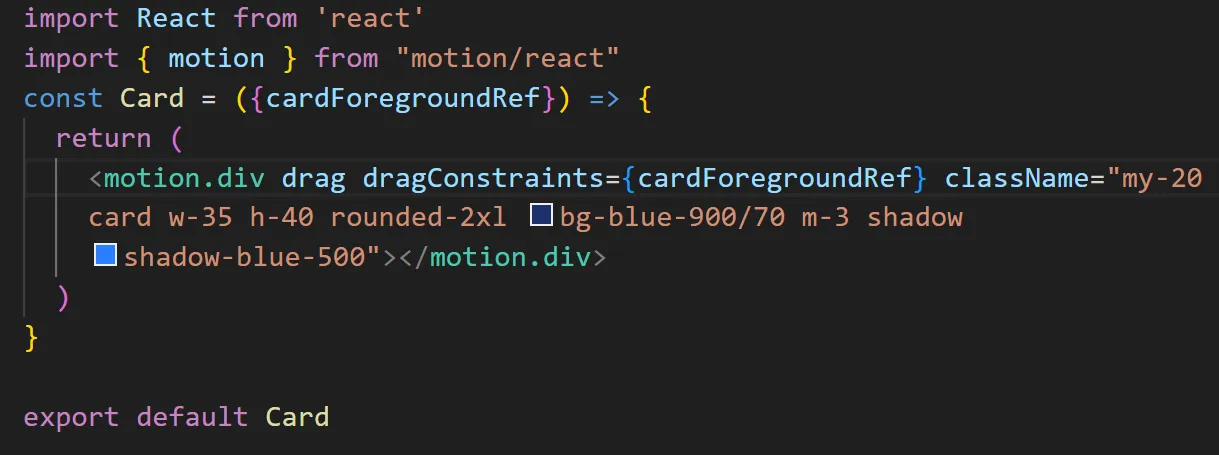 import React from 'react'
import { motion } from "motion/react"
const Card = ({cardForegroundRef}) => {
  return (
    <motion.div drag dragConstraints={cardForegroundRef} className="my-20
    card w-35 h-40 rounded-2xl bg-blue-900/70 m-3 shadow
    shadow-blue-500"></motion.div>
  )
}

export default Card